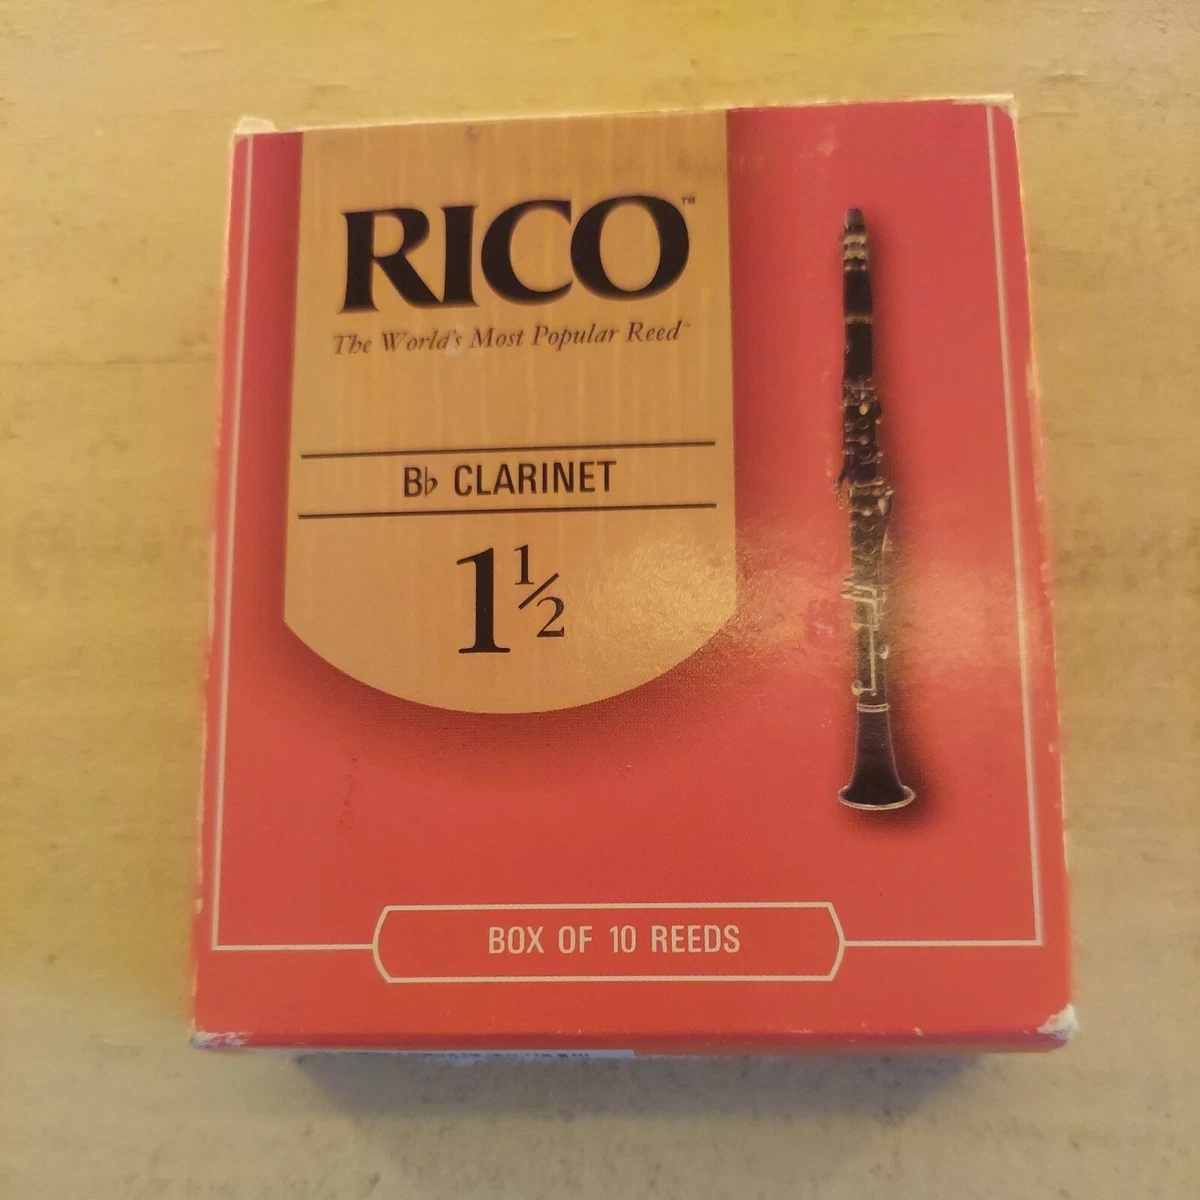 RICO™
The World's Most Popular Reed™
B♭ CLARINET
1½
BOX OF 10 REEDS